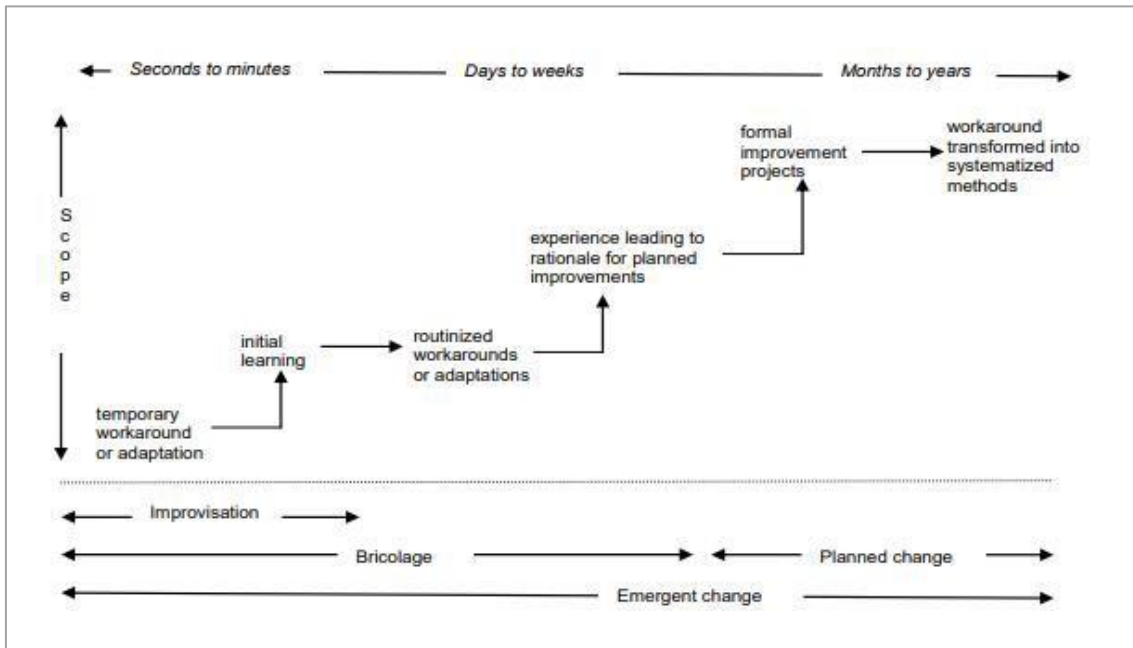 Seconds to minutes
Days to weeks
Months to years
formal
improvement
projects
workaround
transformed into
systematized
methods
Scope
experience leading to
rationale for planned
improvements
initial
learning
routinized
workarounds
or adaptations
temporary
workaround
or adaptation
Improvisation
Bricolage
Planned change
Emergent change